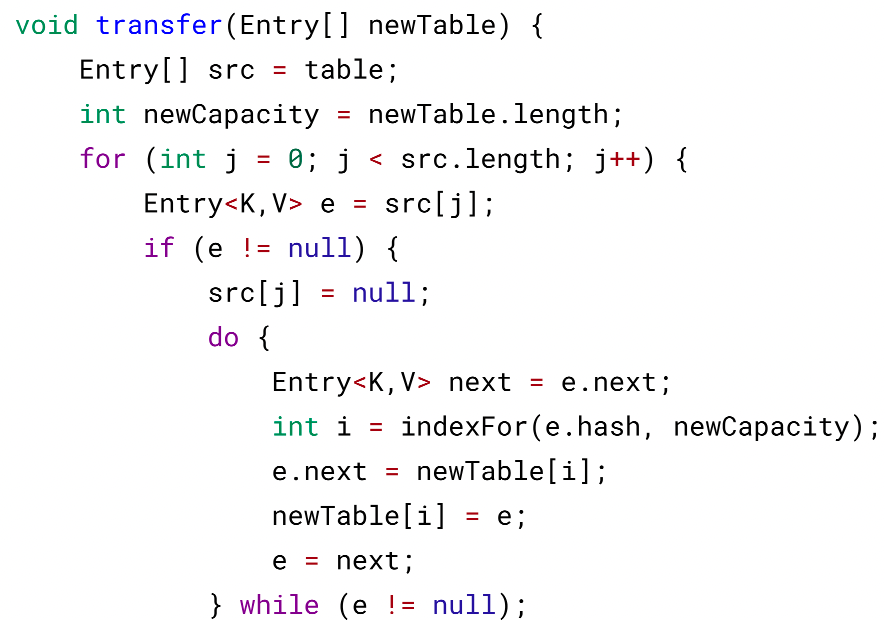 void transfer(Entry[] newTable) {
    Entry[] src = table;
    int newCapacity = newTable.length;
    for (int j = 0; j < src.length; j++) {
        Entry<K,V> e = src[j];
        if (e != null) {
            src[j] = null;
            do {
                Entry<K,V> next = e.next;
                int i = indexFor(e.hash, newCapacity);
                e.next = newTable[i];
                newTable[i] = e;
                e = next;
            } while (e != null);